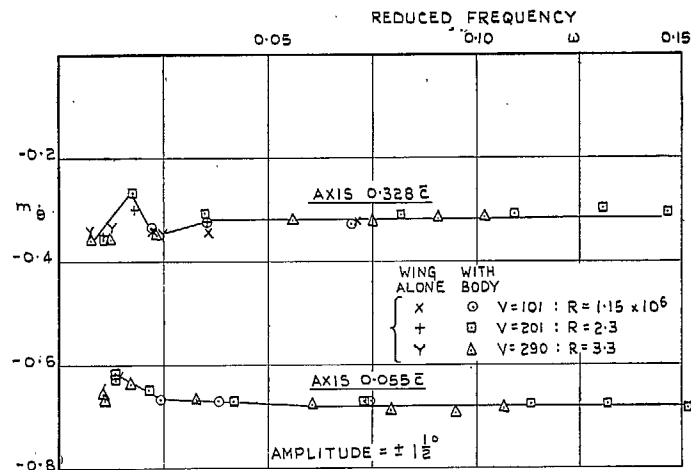 REDUCED FREQUENCY
0.05 0.10 ω 0.15
-0.2
AXIS 0.328 c̄
m θ̇
-0.4
WING ALONE WITH BODY
X ⊙ V=101 : R=1.15 x 10⁶
+ ⊡ V=201 : R=2.3
Y △ V=290 : R=3.3
-0.6
AXIS 0.055 c̄
AMPLITUDE = ± 1½°
-0.8